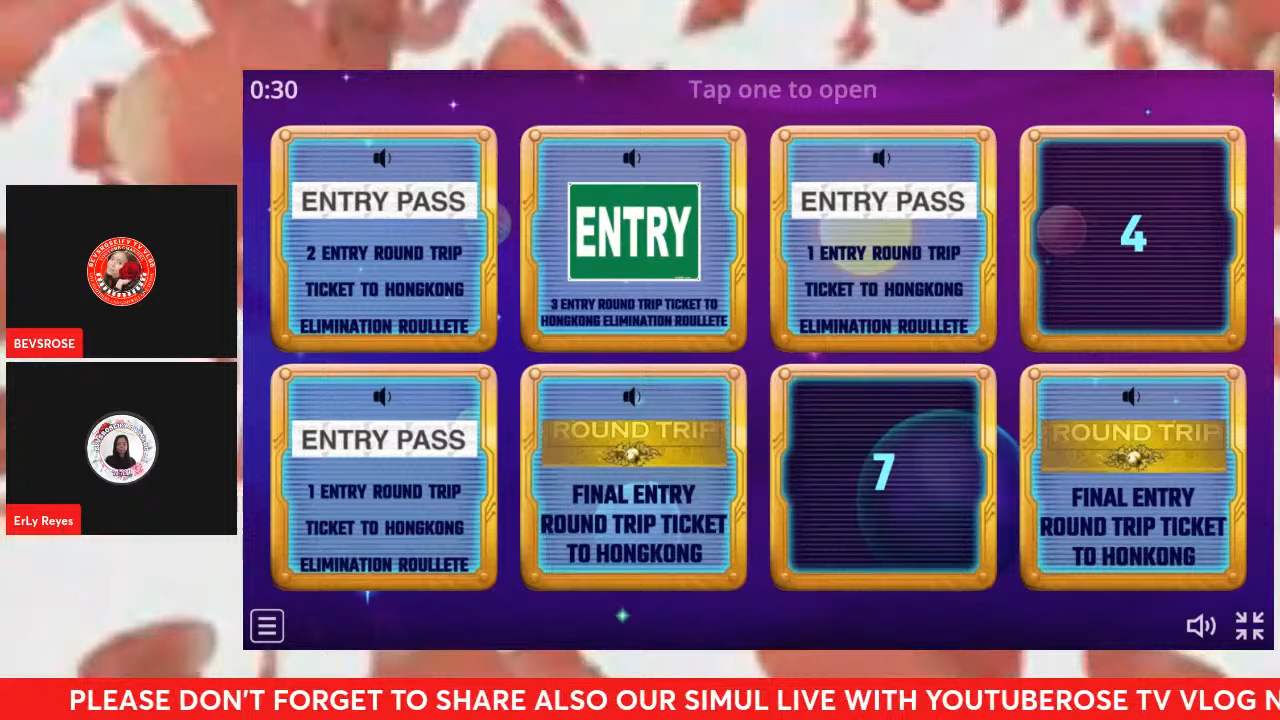 0:30
Tap one to open
ENTRY PASS
2 ENTRY ROUND TRIP
TICKET TO HONGKONG
ELIMINATION ROULLETE
ENTRY
3 ENTRY ROUND TRIP TICKET TO
HONGKONG ELIMINATION ROULLETE
ENTRY PASS
1 ENTRY ROUND TRIP
TICKET TO HONGKONG
ELIMINATION ROULLETE
4
ENTRY PASS
1 ENTRY ROUND TRIP
TICKET TO HONGKONG
ELIMINATION ROULLETE
ROUND TRIP
FINAL ENTRY
ROUND TRIP TICKET
TO HONGKONG
7
ROUND TRIP
FINAL ENTRY
ROUND TRIP TICKET
TO HONKONG
BEVSROSEIFY TV VLOG
BEVSROSE
ErLy Reyes
PLEASE DON'T FORGET TO SHARE ALSO OUR SIMUL LIVE WITH YOUTUBEROSE TV VLOG N